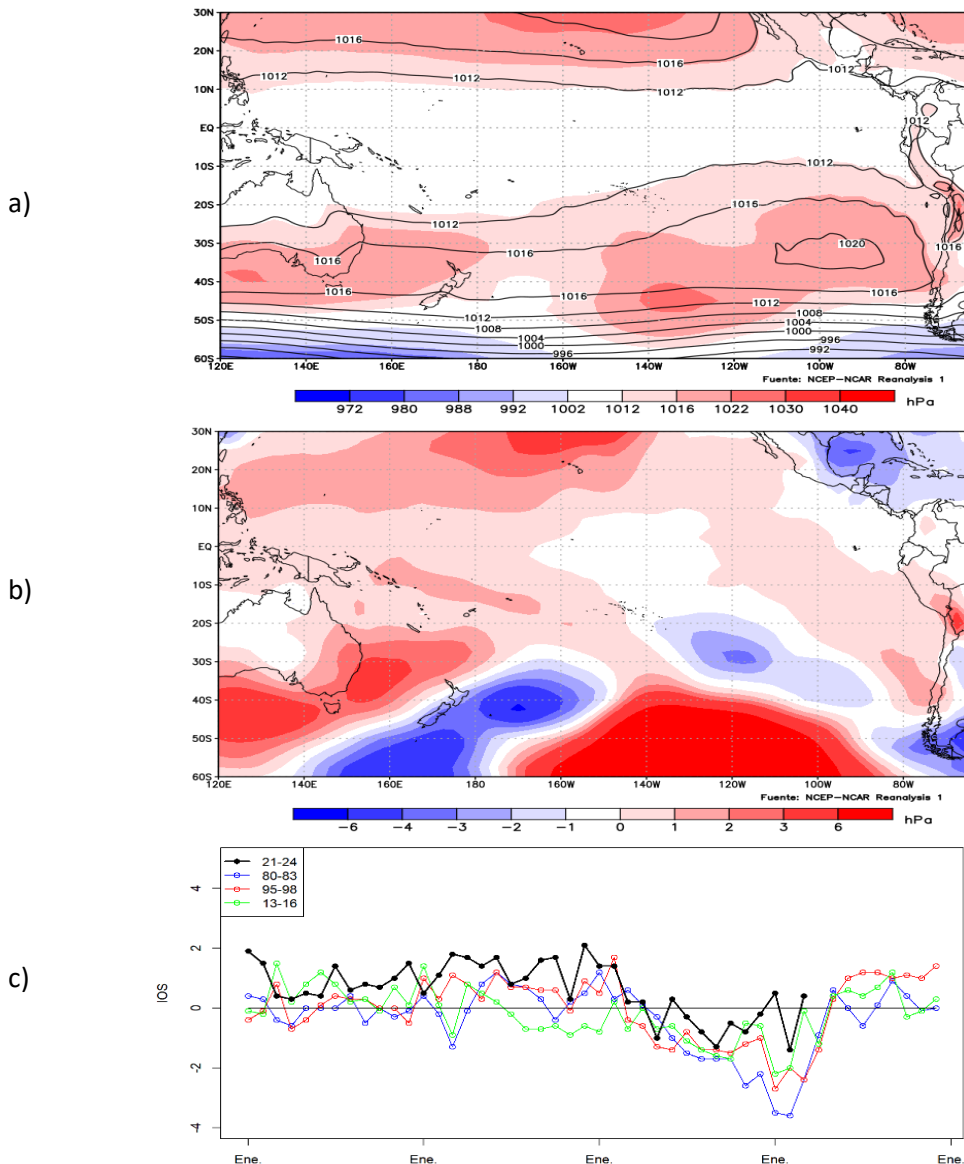 a)
30N
20N
10N
EQ
10S
20S
30S
40S
50S
60S
1016
1016
1012
1012
1012
1012
1012
1012
1016
1016
1016
1020
1016
1016
1016
1016
1012
1012
1008
1008
1004
1004
1000
1000
996
996
992
120E 140E 160E 180 160W 140W 120W 100W 80W
Fuente: NCEP-NCAR Reanalysis 1
972 980 988 992 1002 1012 1016 1022 1030 1040 hPa
b)
30N
20N
10N
EQ
10S
20S
30S
40S
50S
60S
120E 140E 160E 180 160W 140W 120W 100W 80W
Fuente: NCEP-NCAR Reanalysis 1
-6 -4 -3 -2 -1 0 1 2 3 6 hPa
c)
21-24
80-83
95-98
13-16
IOS
4
2
0
-2
-4
Ene. Ene. Ene. Ene. Ene.